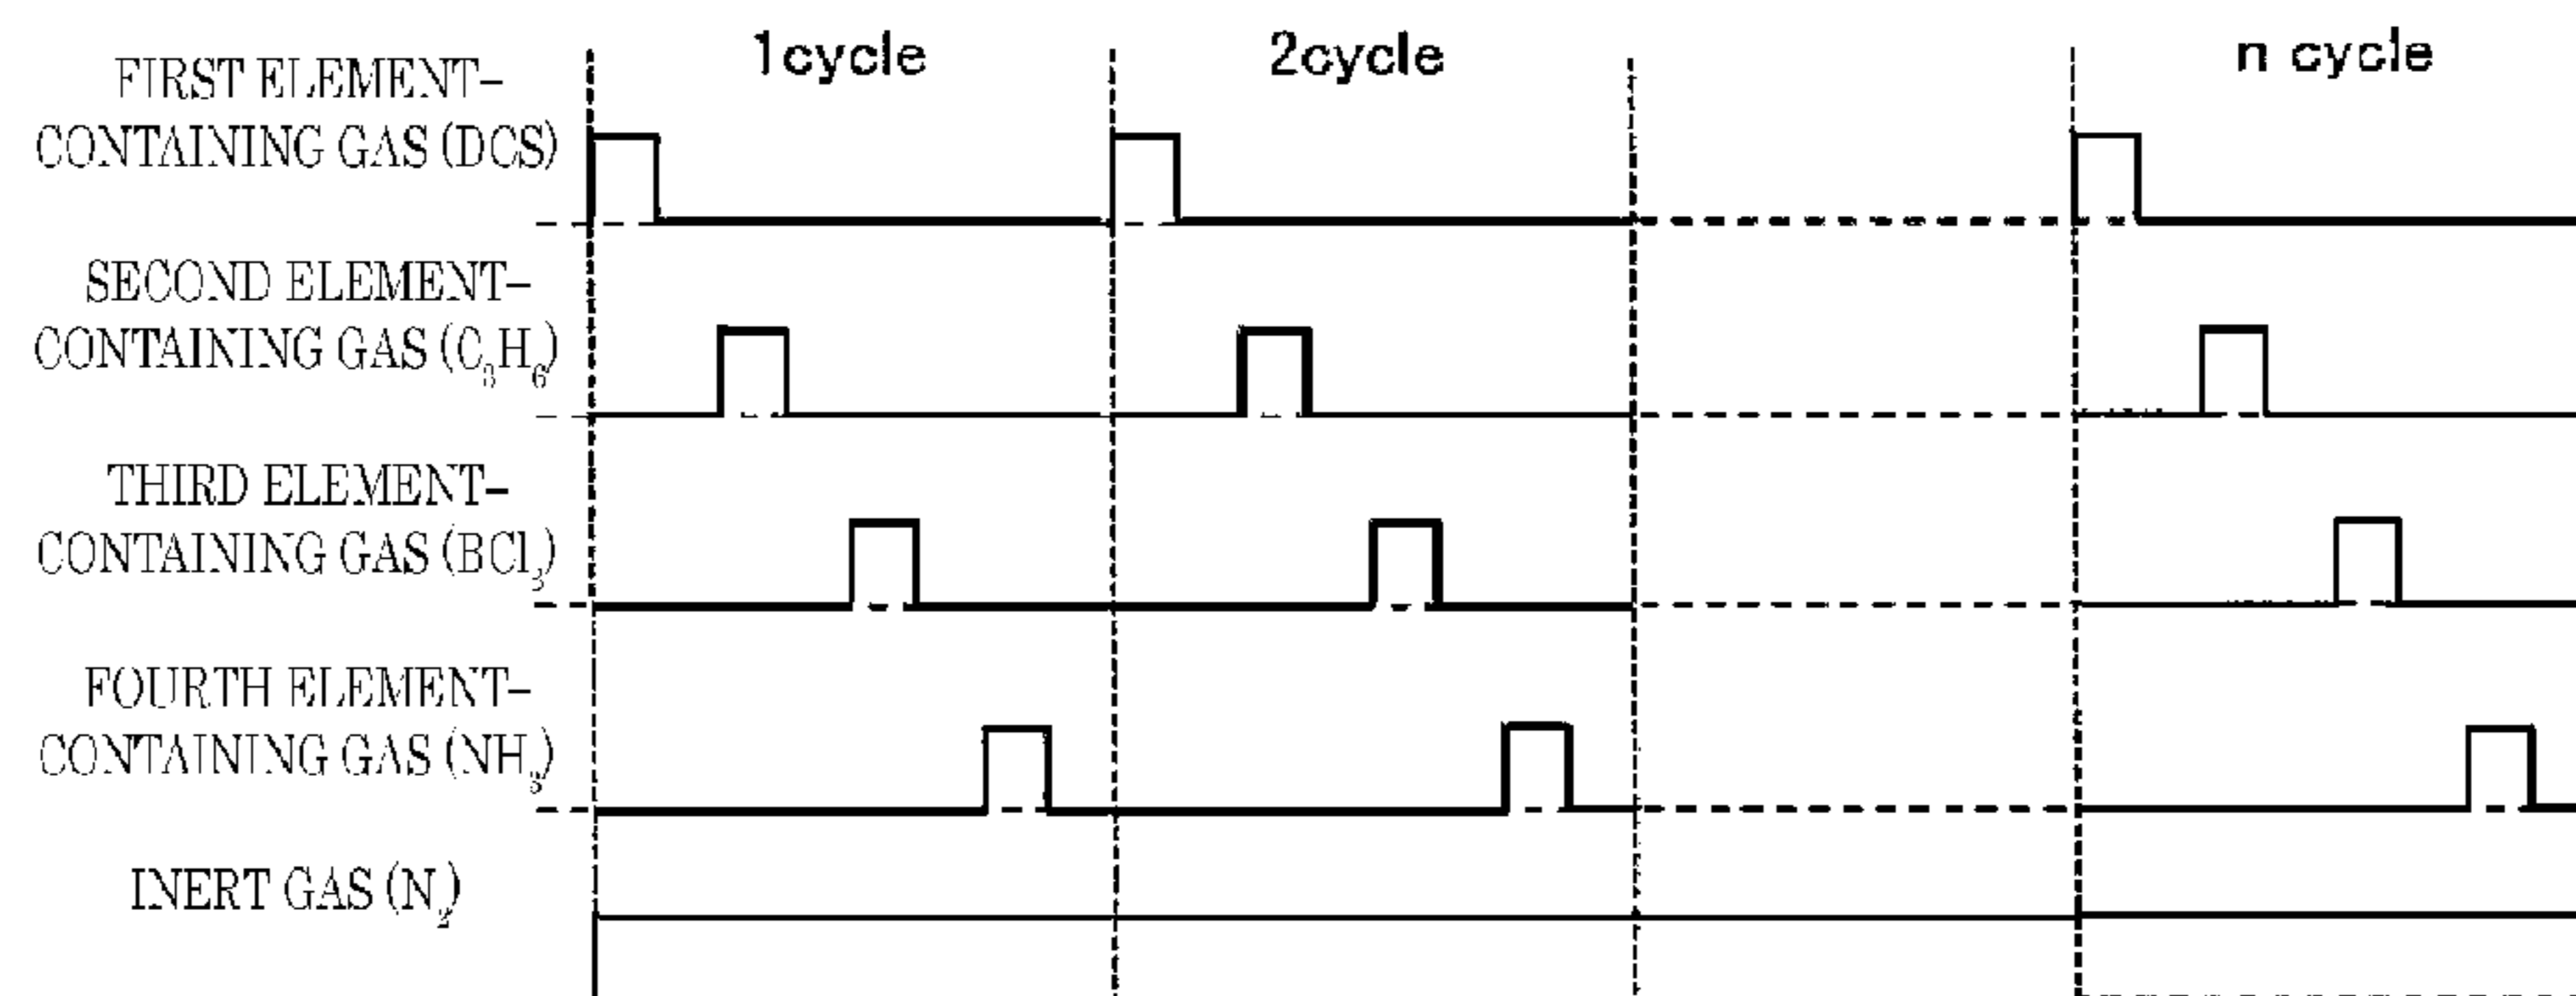 1cycle 2cycle n cycle
FIRST ELEMENT-
CONTAINING GAS (DCS)
SECOND ELEMENT-
CONTAINING GAS (C₃H₆)
THIRD ELEMENT-
CONTAINING GAS (BCl₃)
FOURTH ELEMENT-
CONTAINING GAS (NH₃)
INERT GAS (N₂)